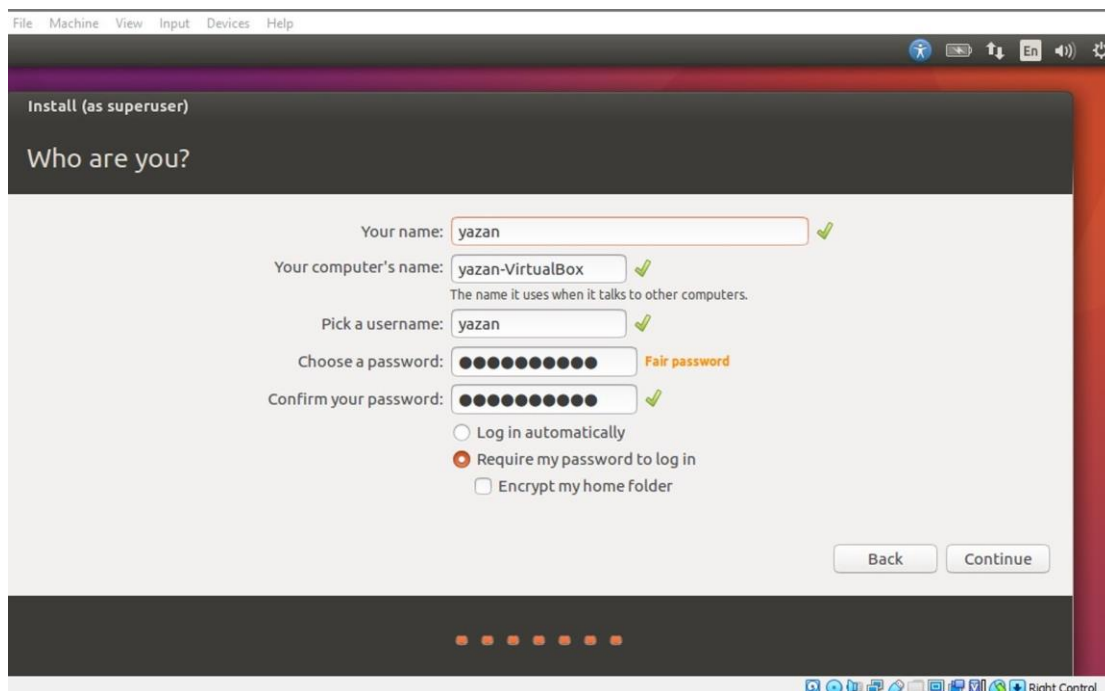 File Machine View Input Devices Help
En
Install (as superuser)
Who are you?
Your name: yazan
Your computer's name: yazan-VirtualBox
The name it uses when it talks to other computers.
Pick a username: yazan
Choose a password: ●●●●●●●●●● Fair password
Confirm your password: ●●●●●●●●●●
Log in automatically
Require my password to log in
Encrypt my home folder
Back Continue
Right Control